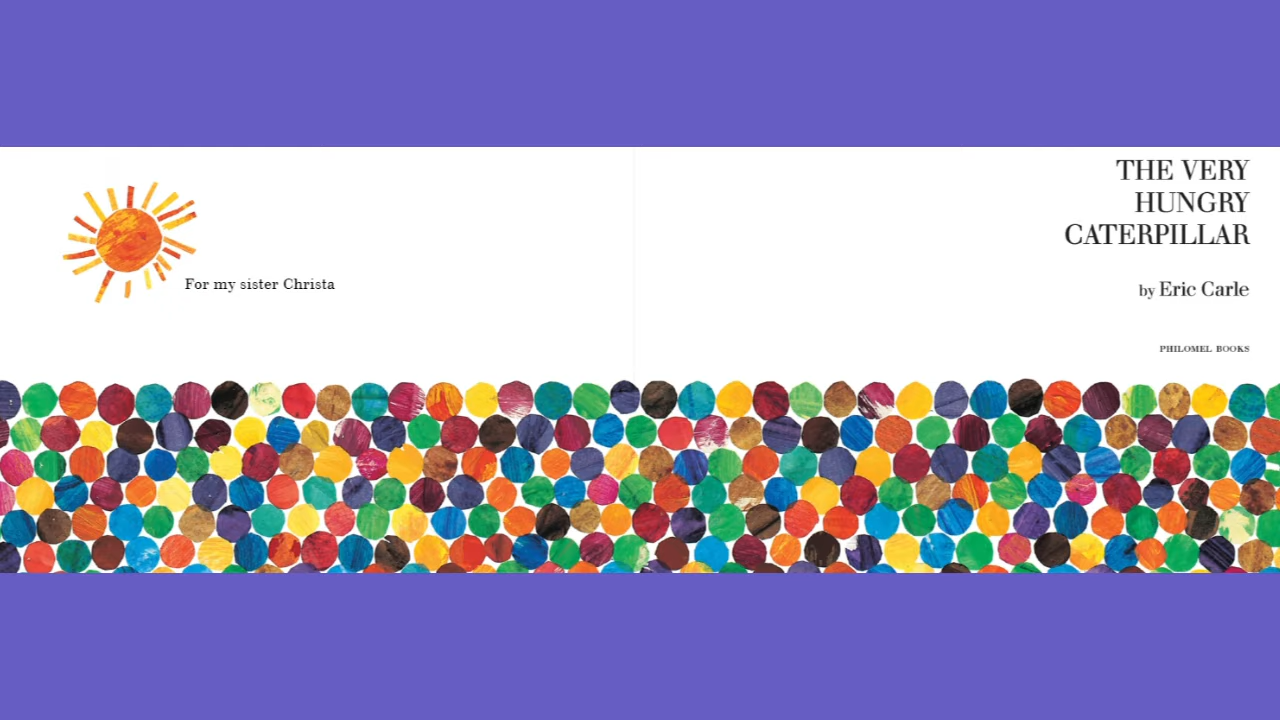 For my sister Christa
THE VERY
HUNGRY
CATERPILLAR
by Eric Carle
PHILOMEL BOOKS